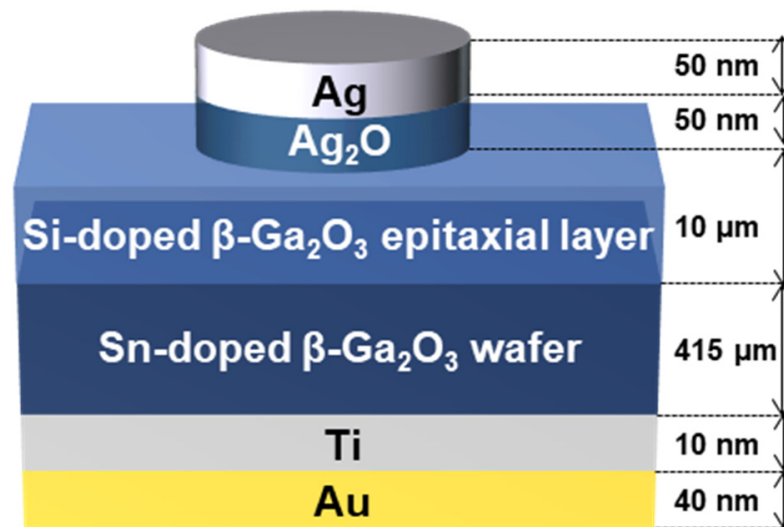 Ag
50 nm
Ag₂O
50 nm
Si-doped β-Ga₂O₃ epitaxial layer
10 μm
Sn-doped β-Ga₂O₃ wafer
415 μm
Ti
10 nm
Au
40 nm